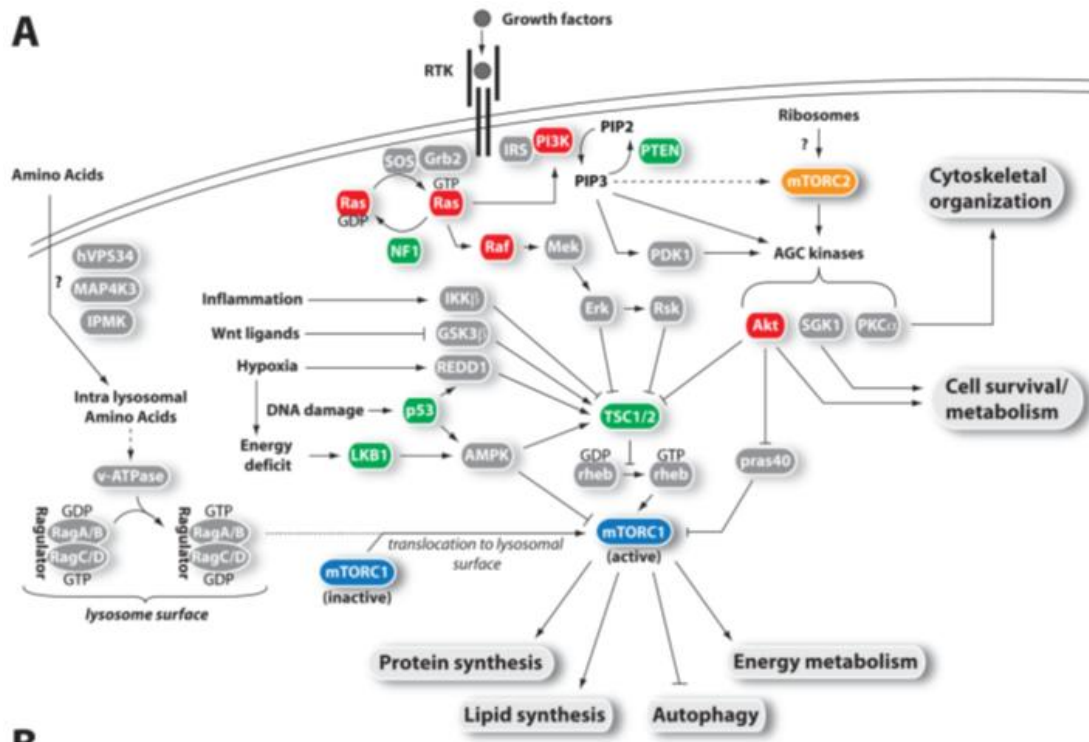 A
Growth factors
RTK
Ribosomes
?
Amino Acids
SOS
Grb2
IRS
PI3K
PIP2
PTEN
Ras
GDP
GTP
Ras
PIP3
mTORC2
Cytoskeletal
organization
NF1
Raf
Mek
PDK1
AGC kinases
hVPS34
?
MAP4K3
IPMK
Inflammation
IKKβ
Erk
Rsk
Akt
SGK1
PKCα
Wnt ligands
GSK3β
Hypoxia
REDD1
Cell survival/
metabolism
Intra lysosomal
Amino Acids
DNA damage
p53
TSC1/2
Energy
deficit
LKB1
AMPK
GDP
rheb
GTP
rheb
pras40
v-ATPase
Ragulator
GDP
RagA/B
RagC/D
GTP
Ragulator
GTP
RagA/B
RagC/D
GDP
lysosome surface
translocation to lysosomal
surface
mTORC1
(inactive)
mTORC1
(active)
Protein synthesis
Energy metabolism
Lipid synthesis
Autophagy